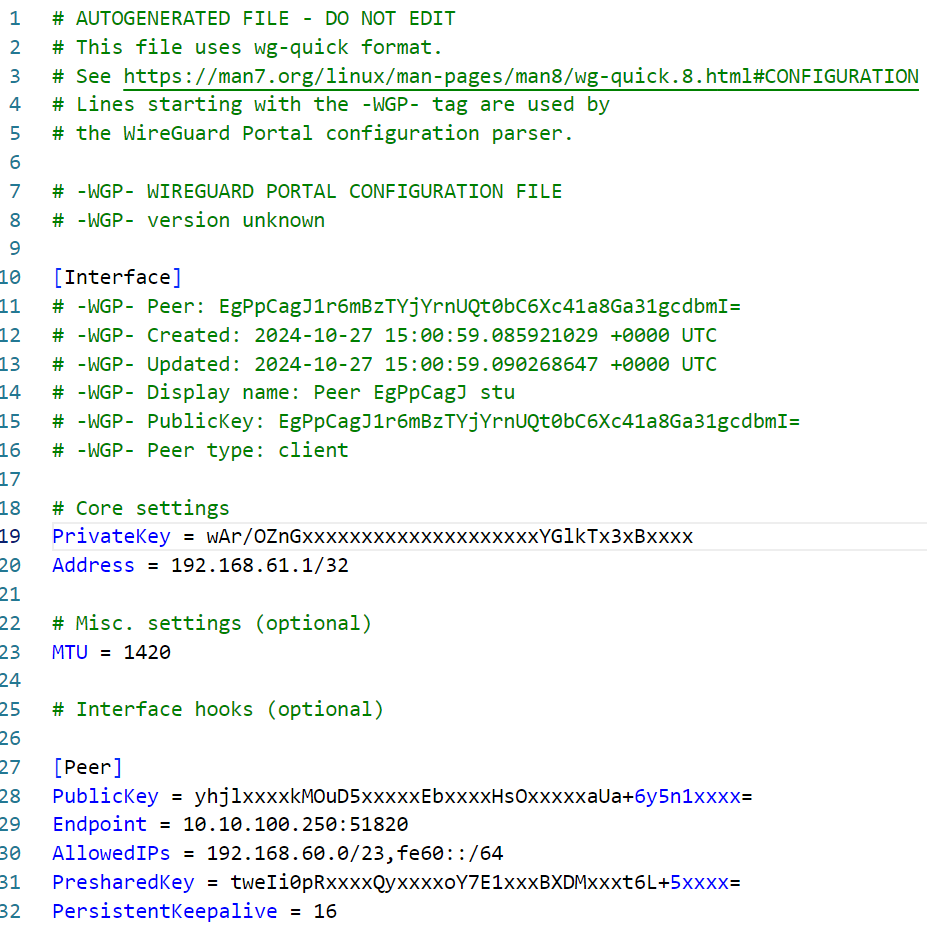 1 # AUTOGENERATED FILE - DO NOT EDIT
2 # This file uses wg-quick format.
3 # See https://man7.org/linux/man-pages/man8/wg-quick.8.html#CONFIGURATION
4 # Lines starting with the -WGP- tag are used by
5 # the WireGuard Portal configuration parser.
6
7 # -WGP- WIREGUARD PORTAL CONFIGURATION FILE
8 # -WGP- version unknown
9
10 [Interface]
11 # -WGP- Peer: EgPpCagJ1r6mBzTYjYrnUQt0bC6Xc41a8Ga31gcdbmI=
12 # -WGP- Created: 2024-10-27 15:00:59.085921029 +0000 UTC
13 # -WGP- Updated: 2024-10-27 15:00:59.090268647 +0000 UTC
14 # -WGP- Display name: Peer EgPpCagJ stu
15 # -WGP- PublicKey: EgPpCagJ1r6mBzTYjYrnUQt0bC6Xc41a8Ga31gcdbmI=
16 # -WGP- Peer type: client
17
18 # Core settings
19 PrivateKey = wAr/OZnGxxxxxxxxxxxxxxxxxxxxYGlkTx3xBxxxx
20 Address = 192.168.61.1/32
21
22 # Misc. settings (optional)
23 MTU = 1420
24
25 # Interface hooks (optional)
26
27 [Peer]
28 PublicKey = yhjlxxxxkMOuD5xxxxxEbxxxxHsOxxxxxaUa+6y5n1xxxx=
29 Endpoint = 10.10.100.250:51820
30 AllowedIPs = 192.168.60.0/23,fe60::/64
31 PresharedKey = tweIi0pRxxxxQyxxxxoY7E1xxxBXDMxxxt6L+5xxxx=
32 PersistentKeepalive = 16